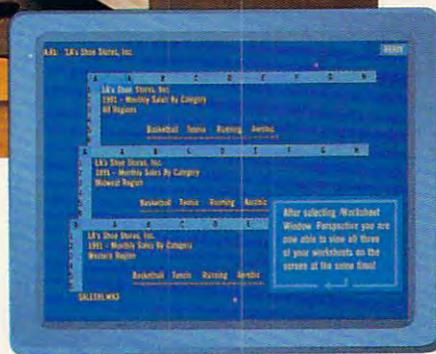 A:A1: 'LA's Shoe Stores, Inc. READY
A A B C D E F G H
LA's Shoe Stores, Inc.
1991 - Monthly Sales By Category
All Regions
Basketball Tennis Running Aerobic
A A B C D E F G H
LA's Shoe Stores, Inc.
1991 - Monthly Sales By Category
Midwest Region
Basketball Tennis Running Aerobic
A B C D E
LA's Shoe Stores, Inc.
1991 - Monthly Sales By Category
Western Region
Basketball Tennis Running Aerobic
After selecting /Worksheet
Window Perspective you are
now able to view all three
of your worksheets on the
screen at the same time!
SALESHI.WK3